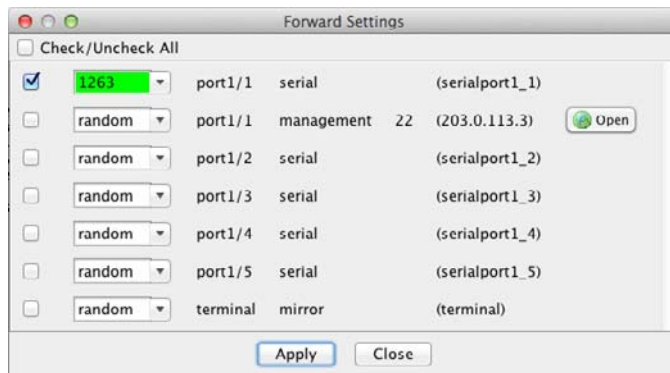 Forward Settings
Check/Uncheck All
1263 port1/1 serial (serialport1_1)
random port1/1 management 22 (203.0.113.3) Open
random port1/2 serial (serialport1_2)
random port1/3 serial (serialport1_3)
random port1/4 serial (serialport1_4)
random port1/5 serial (serialport1_5)
random terminal mirror (terminal)
Apply Close